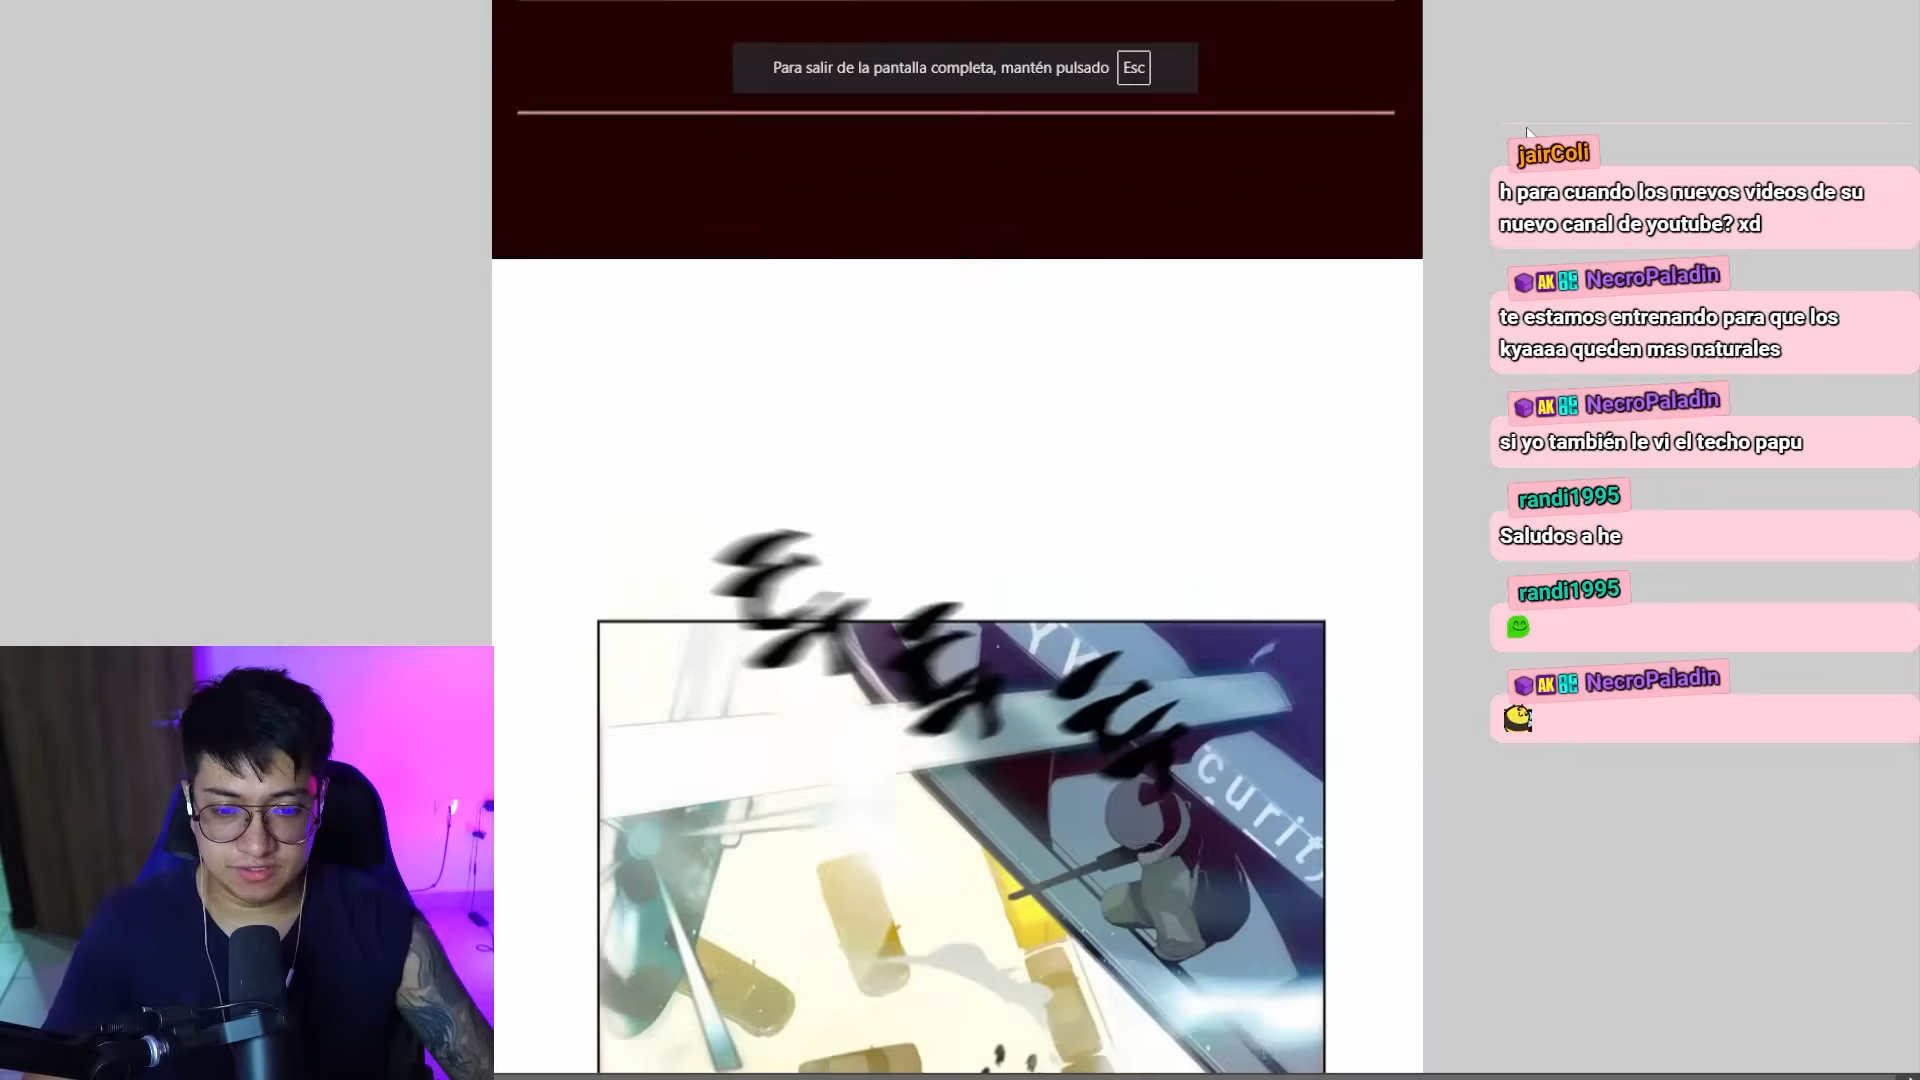 Para salir de la pantalla completa, mantén pulsado Esc
jairColi
h para cuando los nuevos videos de su
nuevo canal de youtube? xd
AK NecroPaladin
te estamos entrenando para que los
kyaaaa queden mas naturales
AK NecroPaladin
si yo también le vi el techo papu
randi1995
Saludos a he
randi1995
AK NecroPaladin
curity